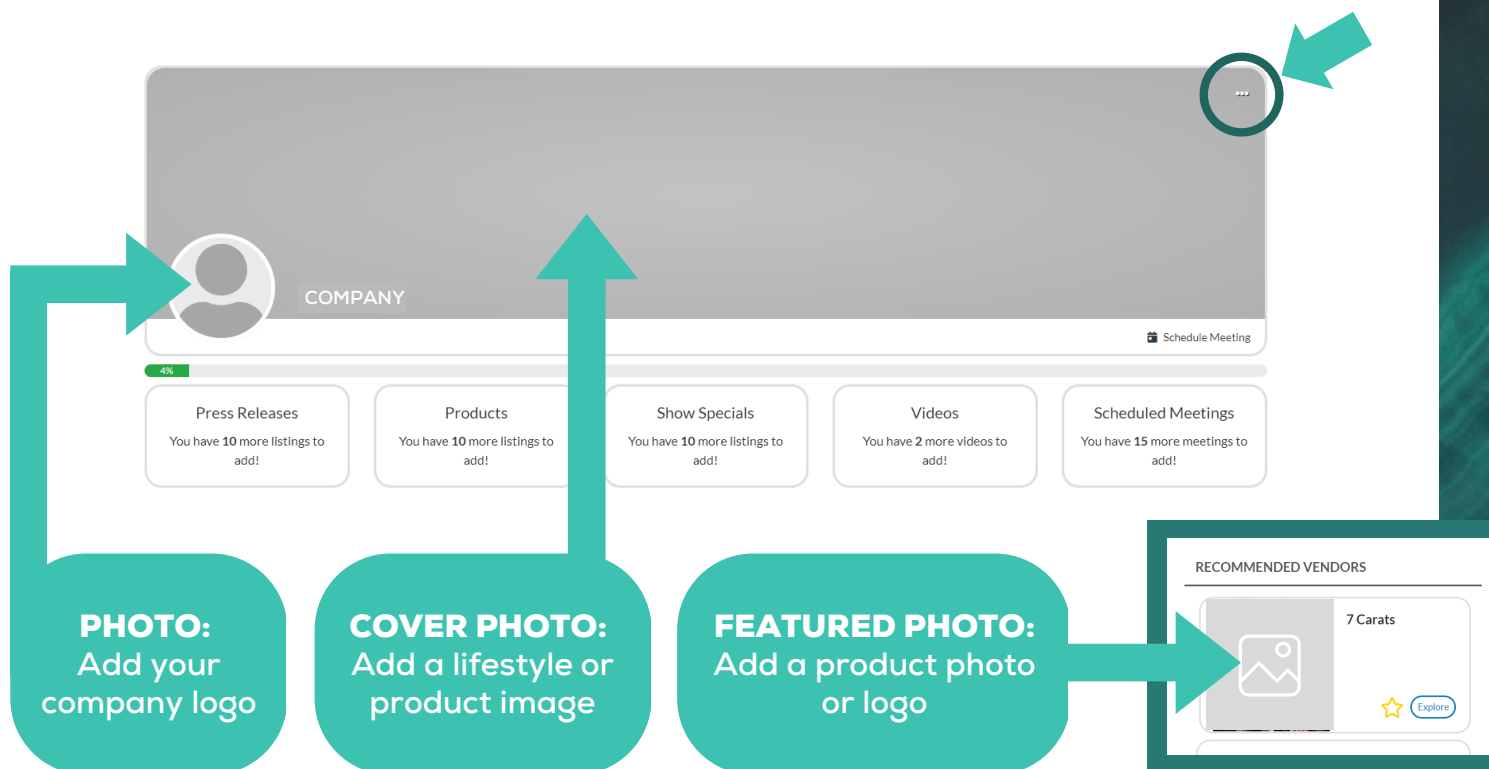 COMPANY
Schedule Meeting
4%
Press Releases
You have 10 more listings to
add!
Products
You have 10 more listings to
add!
Show Specials
You have 10 more listings to
add!
Videos
You have 2 more videos to
add!
Scheduled Meetings
You have 15 more meetings to
add!
PHOTO:
Add your
company logo
COVER PHOTO:
Add a lifestyle or
product image
FEATURED PHOTO:
Add a product photo
or logo
RECOMMENDED VENDORS
7 Carats
Explore